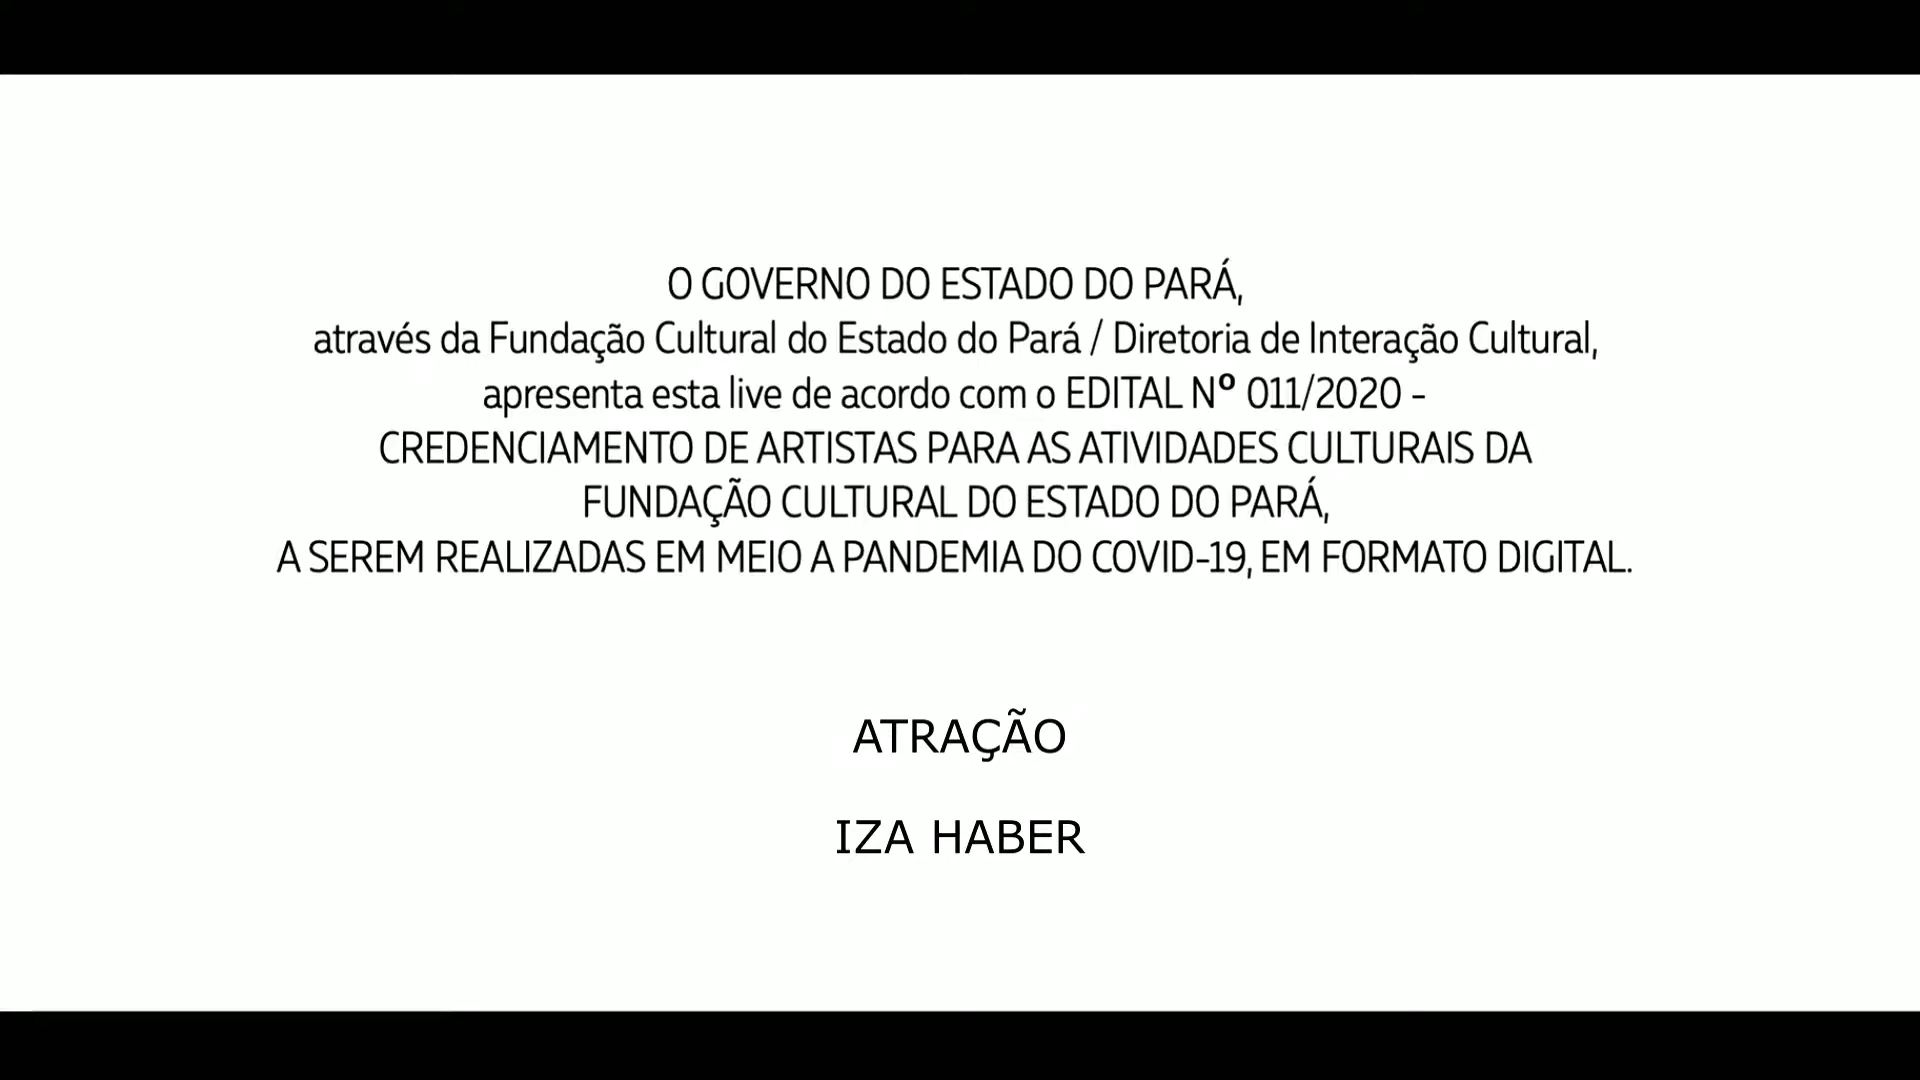 O GOVERNO DO ESTADO DO PARÁ,
através da Fundação Cultural do Estado do Pará / Diretoria de Interação Cultural,
apresenta esta live de acordo com o EDITAL Nº 011/2020 -
CREDENCIAMENTO DE ARTISTAS PARA AS ATIVIDADES CULTURAIS DA
FUNDAÇÃO CULTURAL DO ESTADO DO PARÁ,
A SEREM REALIZADAS EM MEIO A PANDEMIA DO COVID-19, EM FORMATO DIGITAL.
ATRAÇÃO
IZA HABER